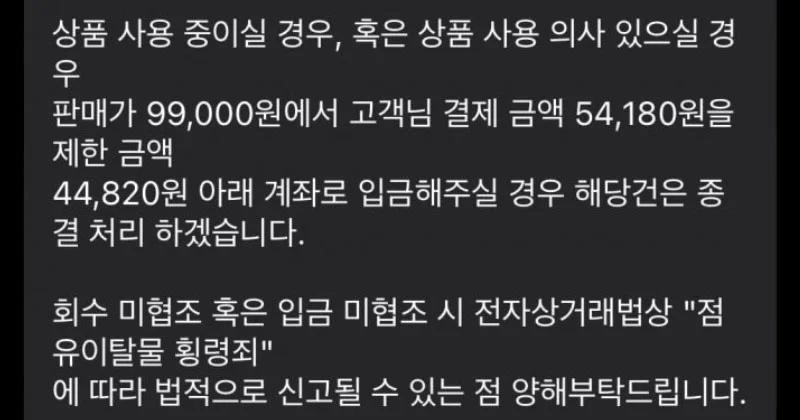 상품 사용 중이실 경우, 혹은 상품 사용 의사 있으실 경
우
판매가 99,000원에서 고객님 결제 금액 54,180원을
제한 금액
44,820원 아래 계좌로 입금해주실 경우 해당건은 종
결 처리 하겠습니다.
회수 미협조 혹은 입금 미협조 시 전자상거래법상 "점
유이탈물 횡령죄"
에 따라 법적으로 신고될 수 있는 점 양해부탁드립니다.